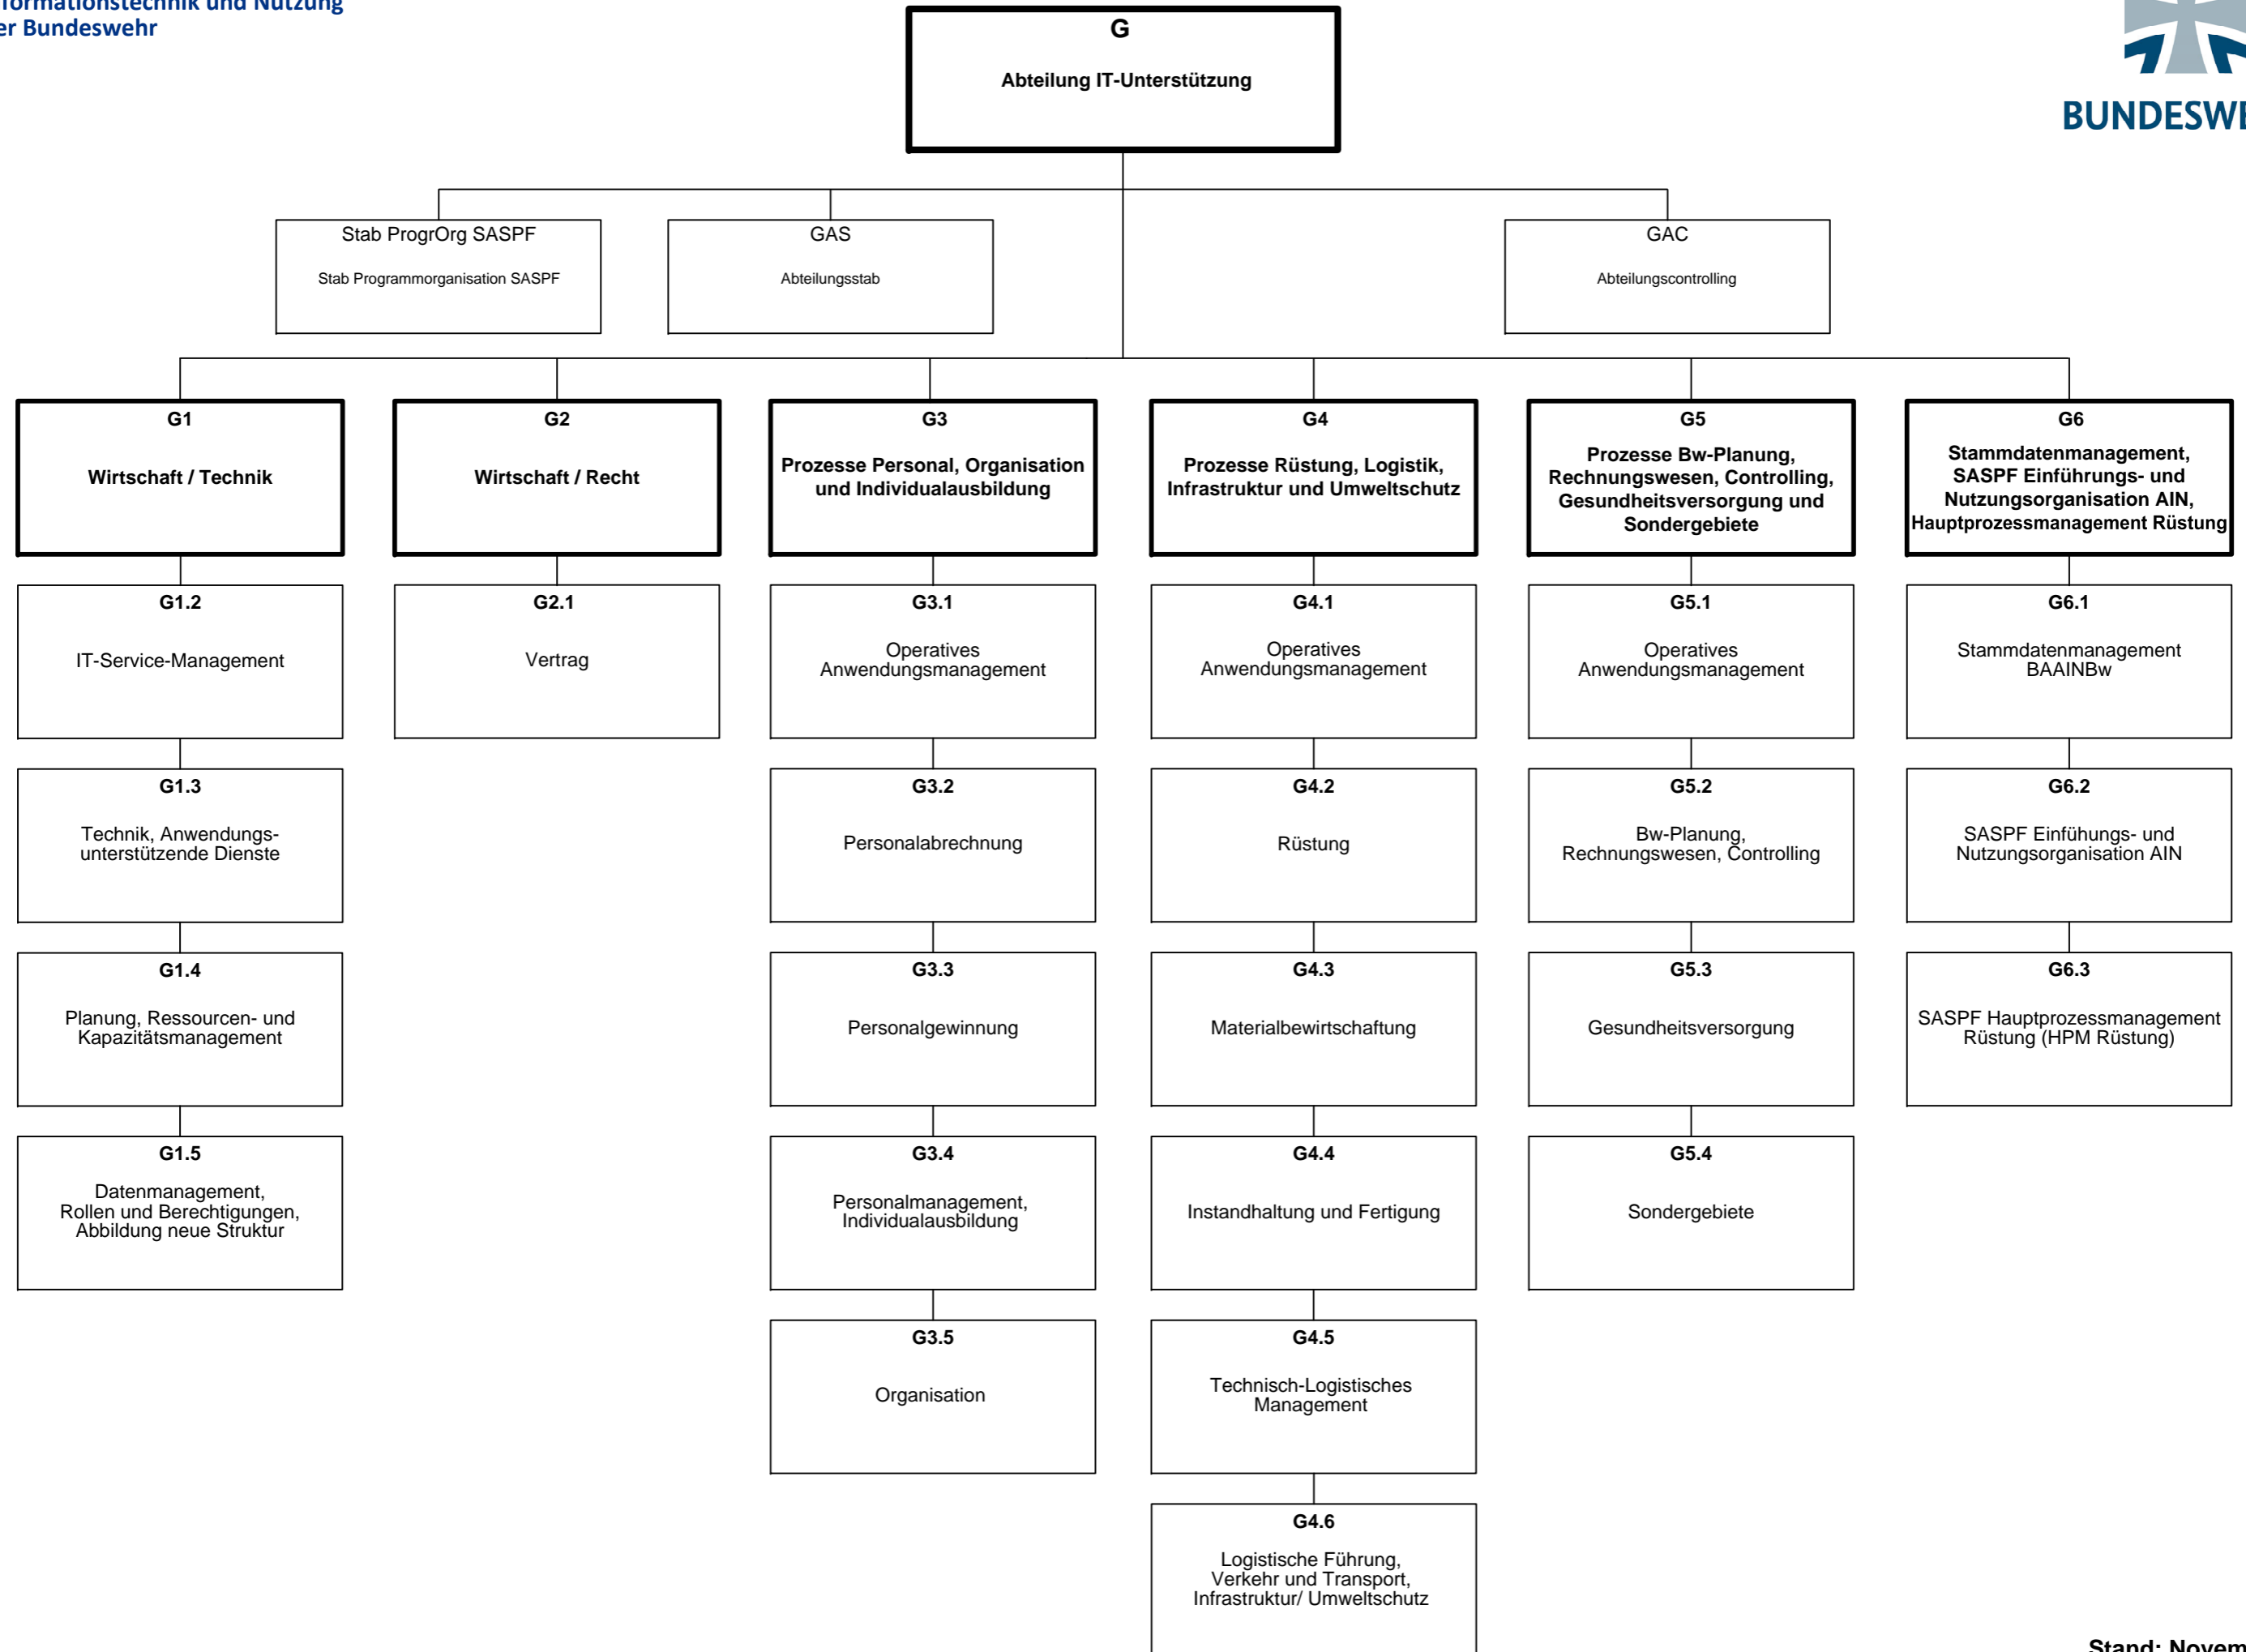 der Bundeswehr
G
Abteilung IT-Unterstützung
BUNDESWE
Stab ProgrOrg SASPF
Stab Programmorganisation SASPF
GAS
Abteilungsstab
GAC
Abteilungscontrolling
G1
Wirtschaft / Technik
G2
Wirtschaft / Recht
G3
Prozesse Personal, Organisation
und Individualausbildung
G4
Prozesse Rüstung, Logistik,
Infrastruktur und Umweltschutz
G5
Prozesse Bw-Planung,
Rechnungswesen, Controlling,
Gesundheitsversorgung und
Sondergebiete
G6
Stammdatenmanagement,
SASPF Einführungs- und
Nutzungsorganisation AIN,
Hauptprozessmanagement Rüstung
G1.2
IT-Service-Management
G2.1
Vertrag
G3.1
Operatives
Anwendungsmanagement
G4.1
Operatives
Anwendungsmanagement
G5.1
Operatives
Anwendungsmanagement
G6.1
Stammdatenmanagement
BAAINBw
G1.3
Technik, Anwendungs-
unterstützende Dienste
G3.2
Personalabrechnung
G4.2
Rüstung
G5.2
Bw-Planung,
Rechnungswesen, Controlling
G6.2
SASPF Einfühungs- und
Nutzungsorganisation AIN
G1.4
Planung, Ressourcen- und
Kapazitätsmanagement
G3.3
Personalgewinnung
G4.3
Materialbewirtschaftung
G5.3
Gesundheitsversorgung
G6.3
SASPF Hauptprozessmanagement
Rüstung (HPM Rüstung)
G1.5
Datenmanagement,
Rollen und Berechtigungen,
Abbildung neue Struktur
G3.4
Personalmanagement,
Individualausbildung
G4.4
Instandhaltung und Fertigung
G5.4
Sondergebiete
G3.5
Organisation
G4.5
Technisch-Logistisches
Management
G4.6
Logistische Führung,
Verkehr und Transport,
Infrastruktur/ Umweltschutz
Stand: Novem